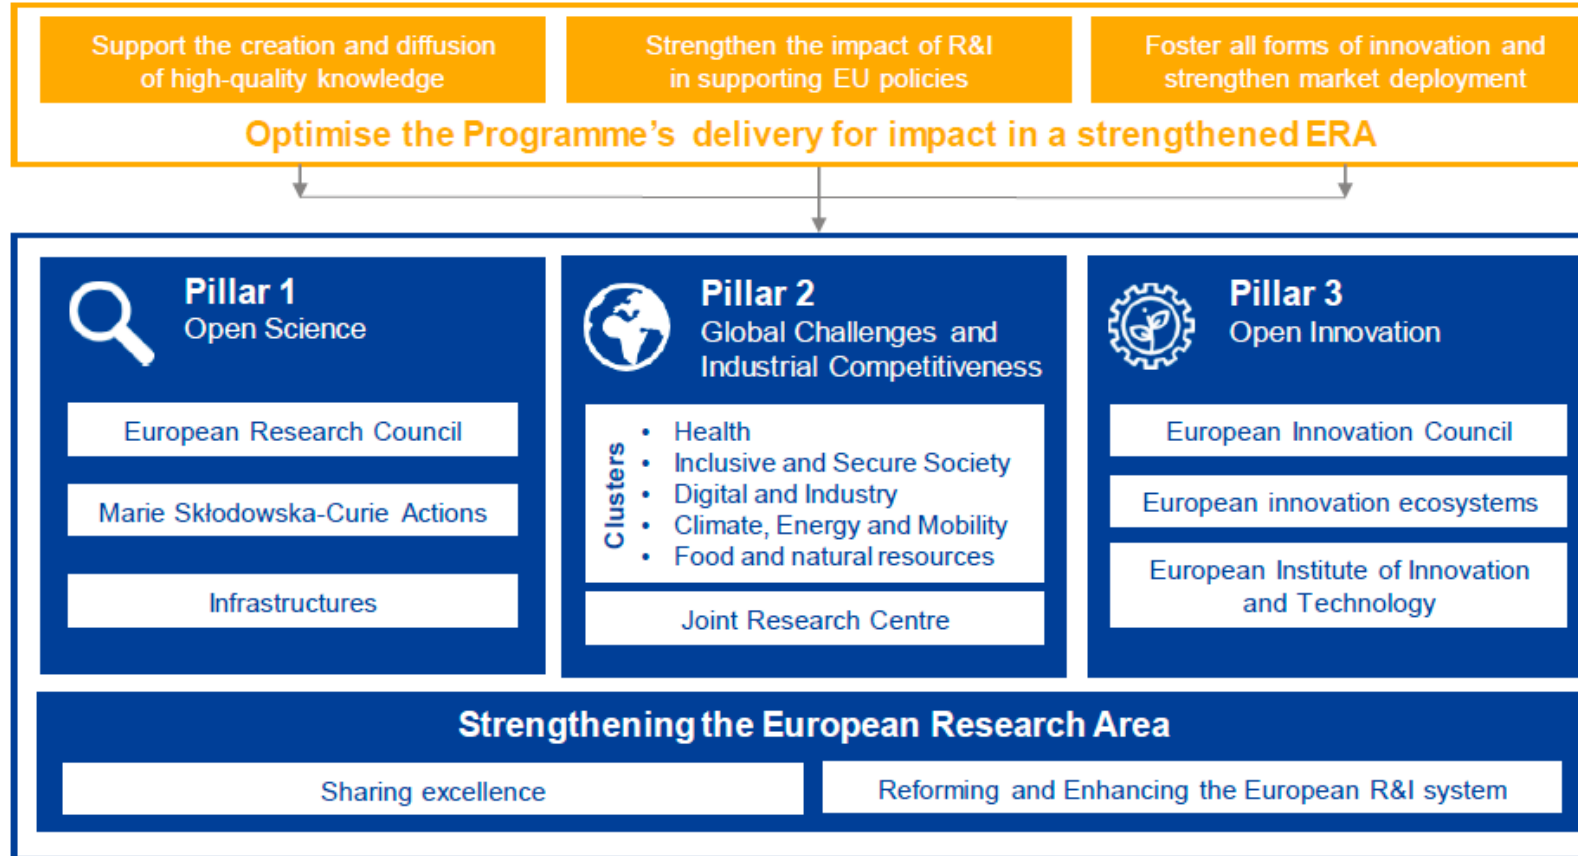 Support the creation and diffusion
of high-quality knowledge
Strengthen the impact of R&I
in supporting EU policies
Foster all forms of innovation and
strengthen market deployment
Optimise the Programme's delivery for impact in a strengthened ERA
Pillar 1
Open Science
European Research Council
Marie Skłodowska-Curie Actions
Infrastructures
Pillar 2
Global Challenges and
Industrial Competitiveness
Clusters
• Health
• Inclusive and Secure Society
• Digital and Industry
• Climate, Energy and Mobility
• Food and natural resources
Joint Research Centre
Pillar 3
Open Innovation
European Innovation Council
European innovation ecosystems
European Institute of Innovation
and Technology
Strengthening the European Research Area
Sharing excellence
Reforming and Enhancing the European R&I system